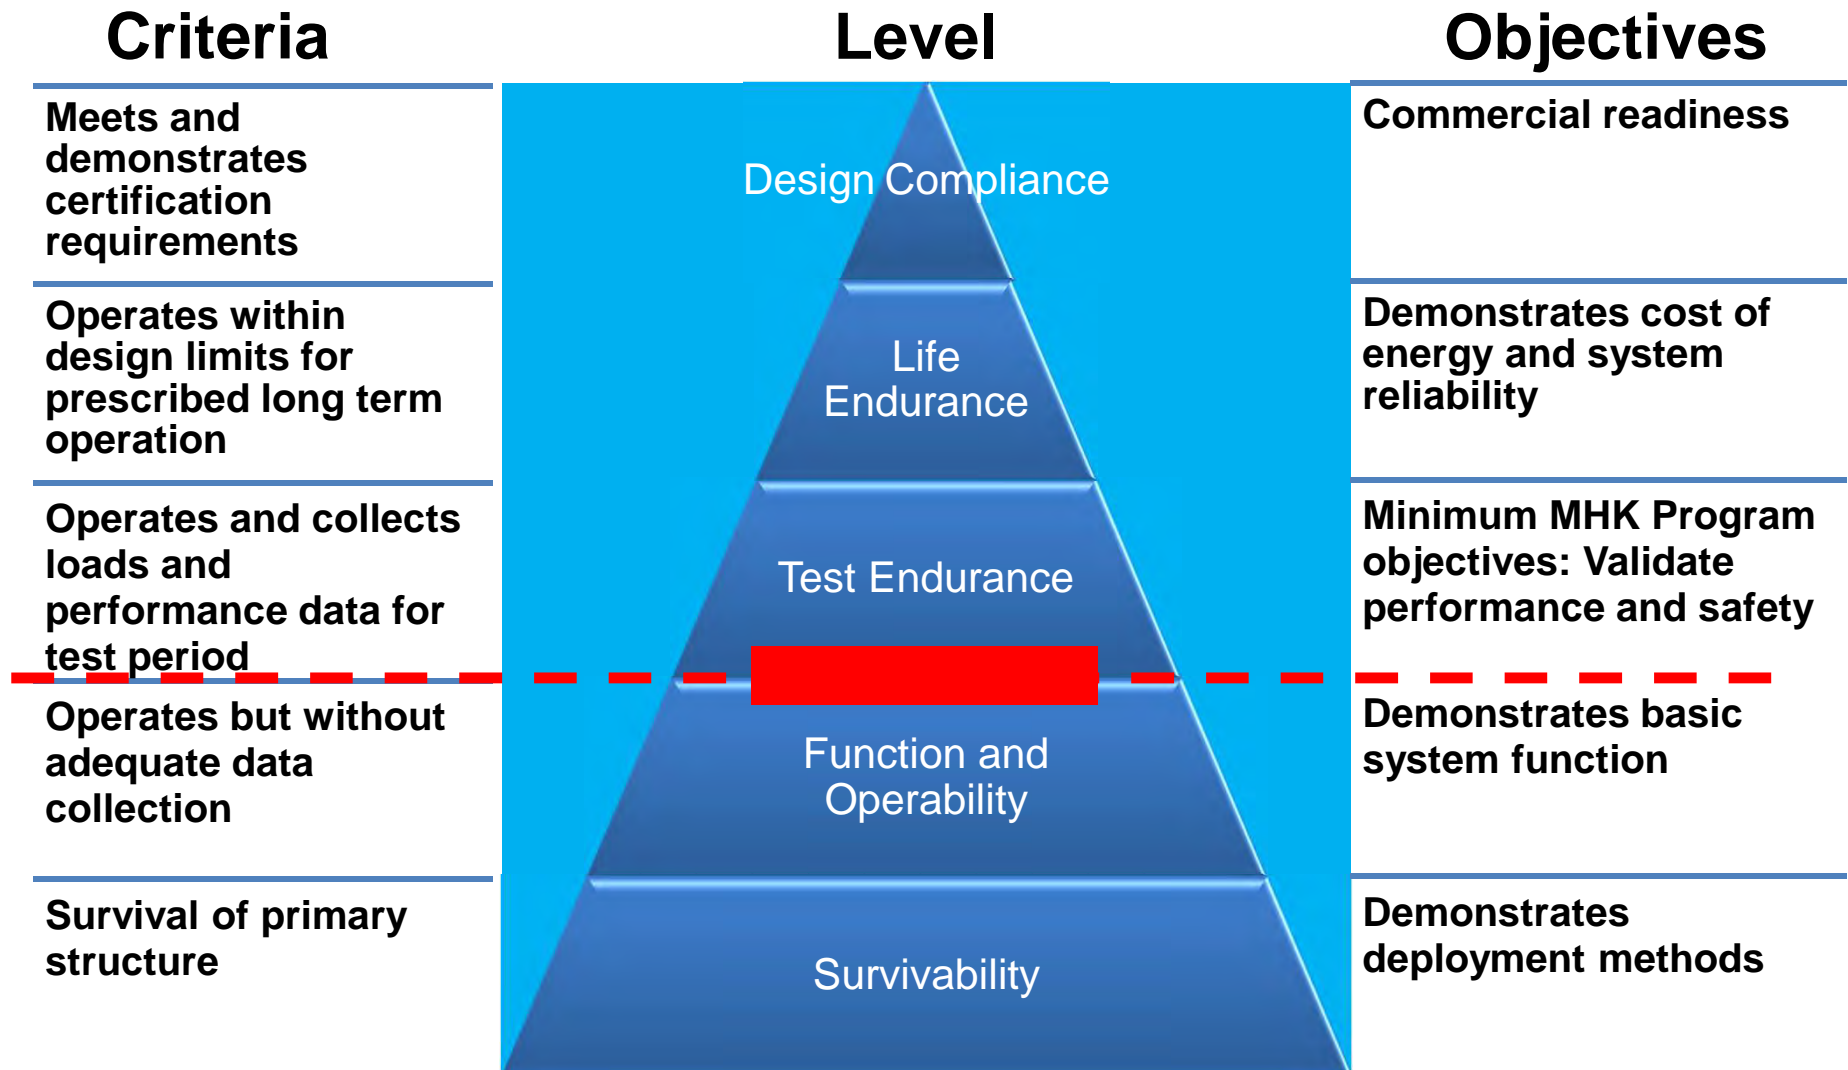 Criteria
Level
Objectives
Meets and
demonstrates
certification
requirements
Design Compliance
Commercial readiness
Operates within
design limits for
prescribed long term
operation
Life
Endurance
Demonstrates cost of
energy and system
reliability
Operates and collects
loads and
performance data for
test period
Test Endurance
Minimum MHK Program
objectives: Validate
performance and safety
Operates but without
adequate data
collection
Function and
Operability
Demonstrates basic
system function
Survival of primary
structure
Survivability
Demonstrates
deployment methods